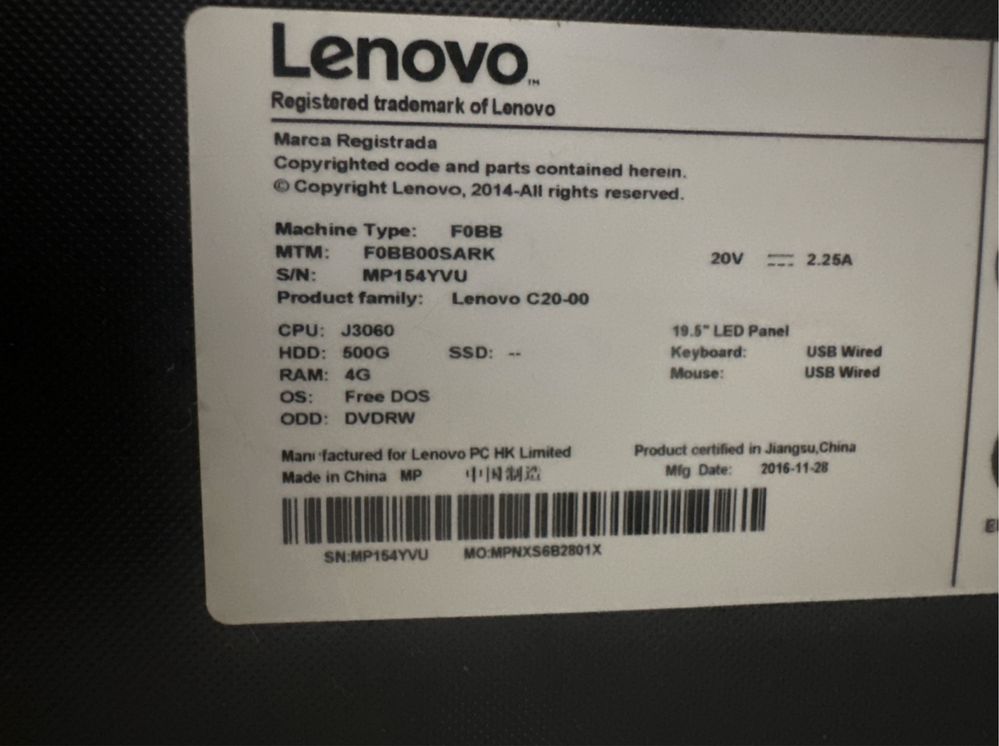 Lenovo™
Registered trademark of Lenovo
Marca Registrada
Copyrighted code and parts contained herein.
© Copyright Lenovo, 2014-All rights reserved.
Machine Type: F0BB
MTM: F0BB00SARK
S/N: MP154YVU
20V ⎓ 2.25A
Product family: Lenovo C20-00
CPU: J3060
19.5" LED Panel
HDD: 500G SSD: --
Keyboard: USB Wired
RAM: 4G
Mouse: USB Wired
OS: Free DOS
ODD: DVDRW
Manufactured for Lenovo PC HK Limited
Product certified in Jiangsu,China
Made in China MP 中国制造
Mfg Date: 2016-11-28
SN:MP154YVU MO:MPNXS6B2801X